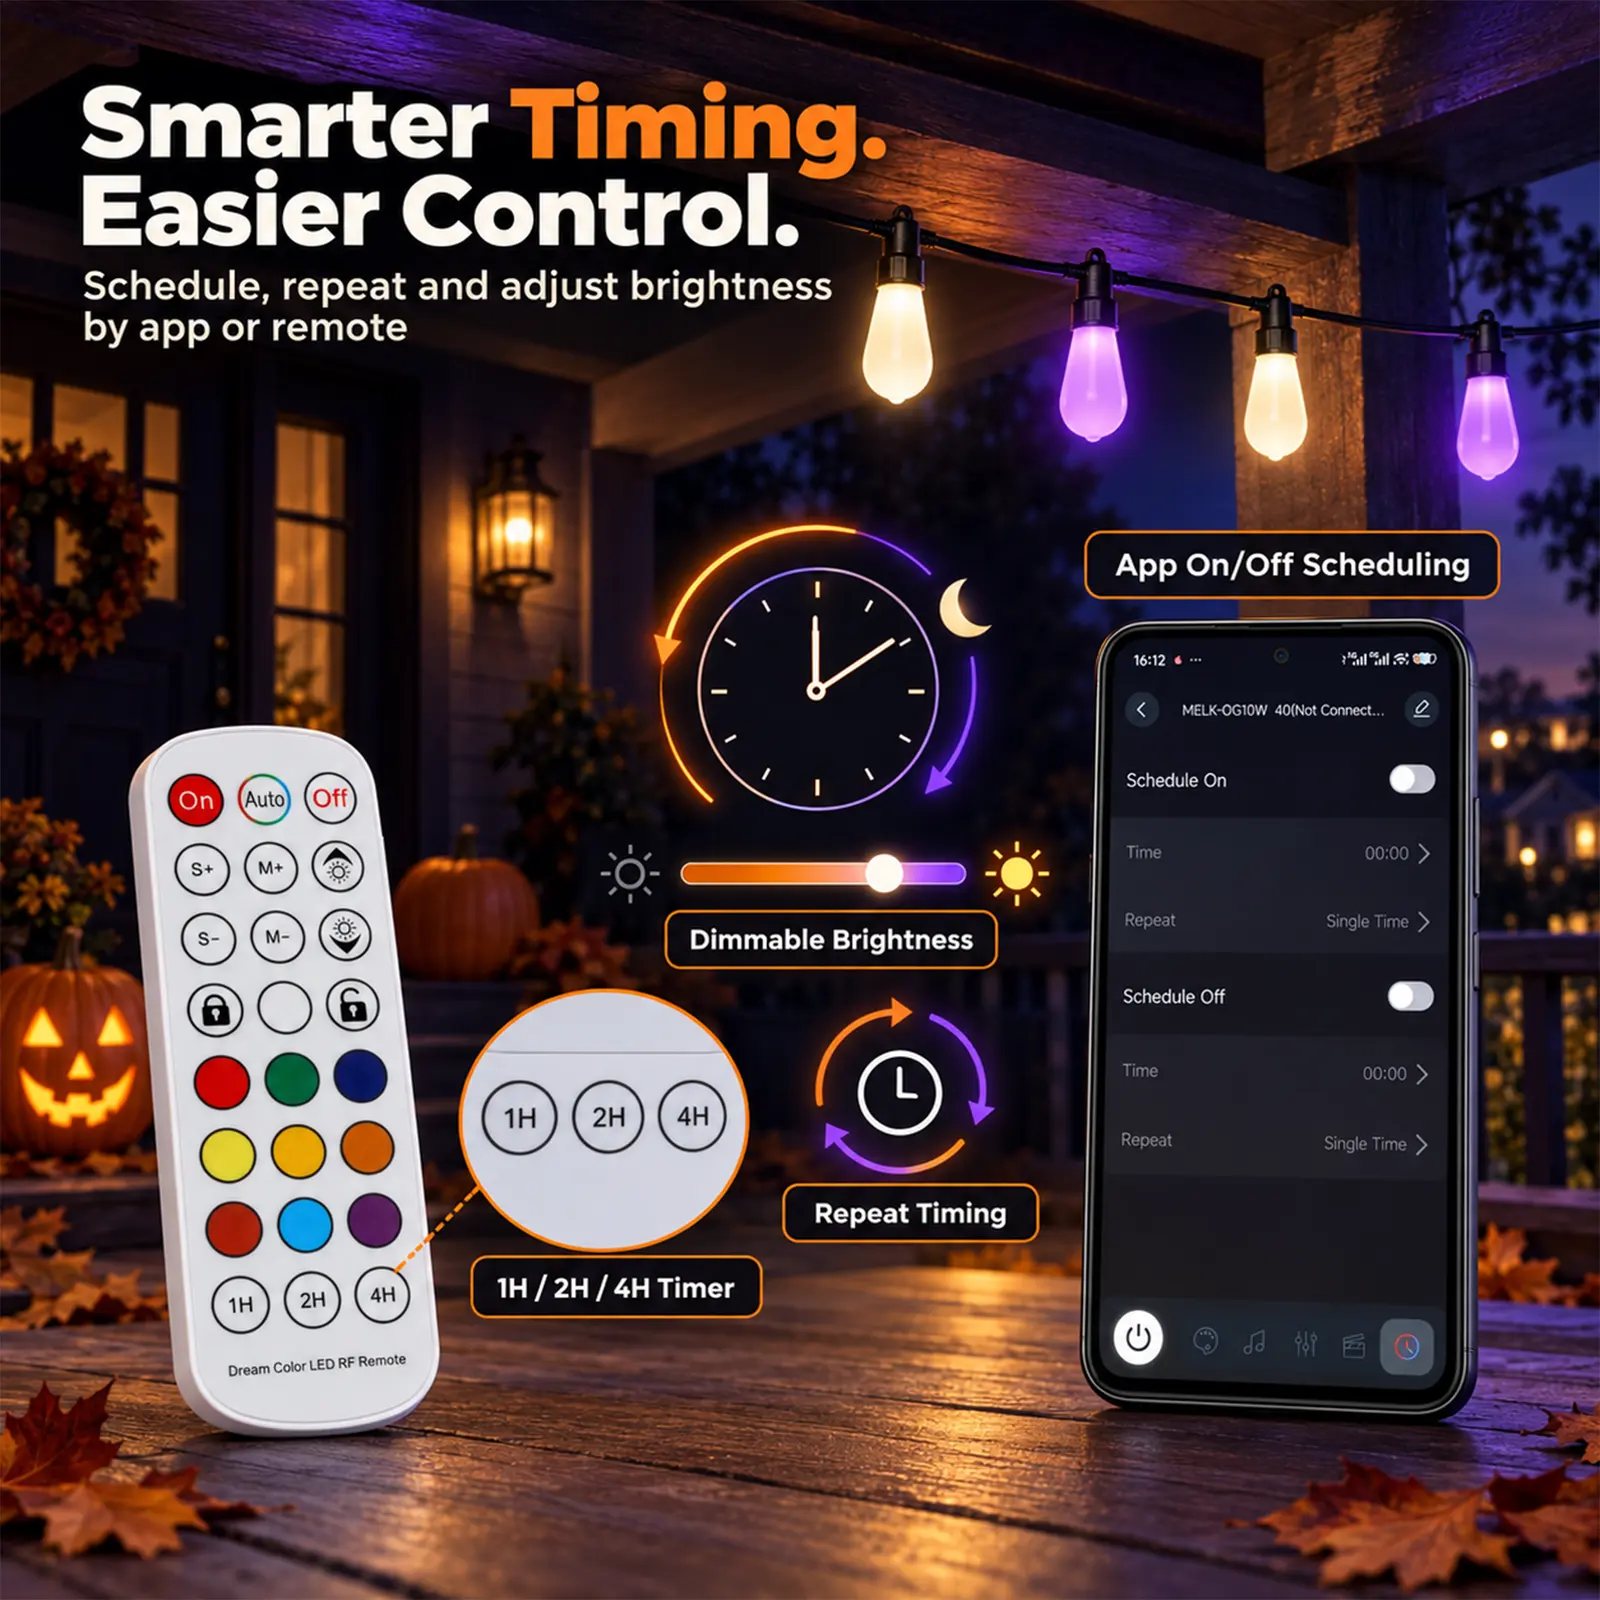 Smarter Timing.
Easier Control.
Schedule, repeat and adjust brightness
by app or remote
App On/Off Scheduling
16:12
MELK-OG10W 40(Not Connect...
Schedule On
Time 00:00
Repeat Single Time
Schedule Off
Time 00:00
Repeat Single Time
Dimmable Brightness
Repeat Timing
On Auto Off
S+ M+
S- M-
1H 2H 4H
Dream Color LED RF Remote
1H 2H 4H
1H / 2H / 4H Timer